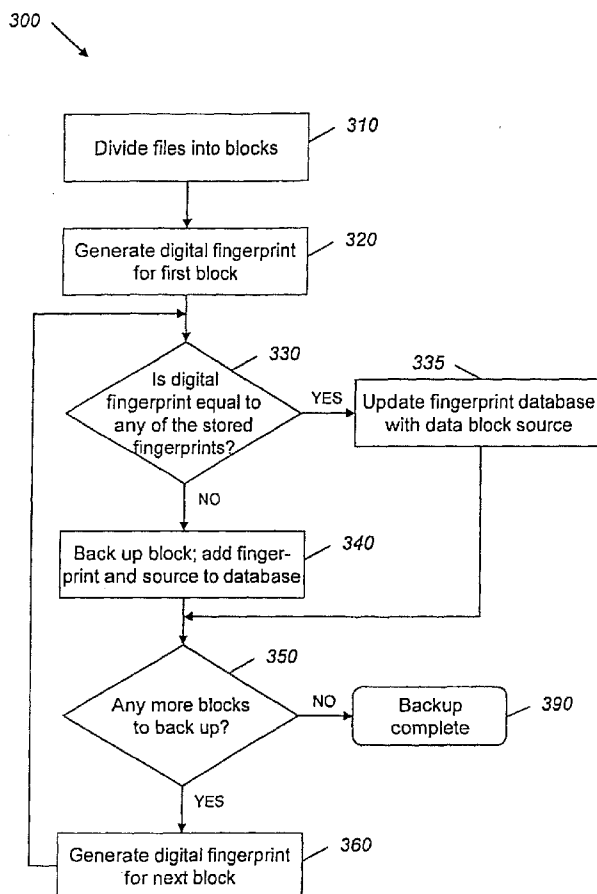 300
310
Divide files into blocks
320
Generate digital fingerprint
for first block
330
Is digital
fingerprint equal to
any of the stored
fingerprints?
YES
335
Update fingerprint database
with data block source
NO
340
Back up block; add finger-
print and source to database
350
Any more blocks
to back up?
NO
Backup
complete
390
YES
360
Generate digital fingerprint
for next block